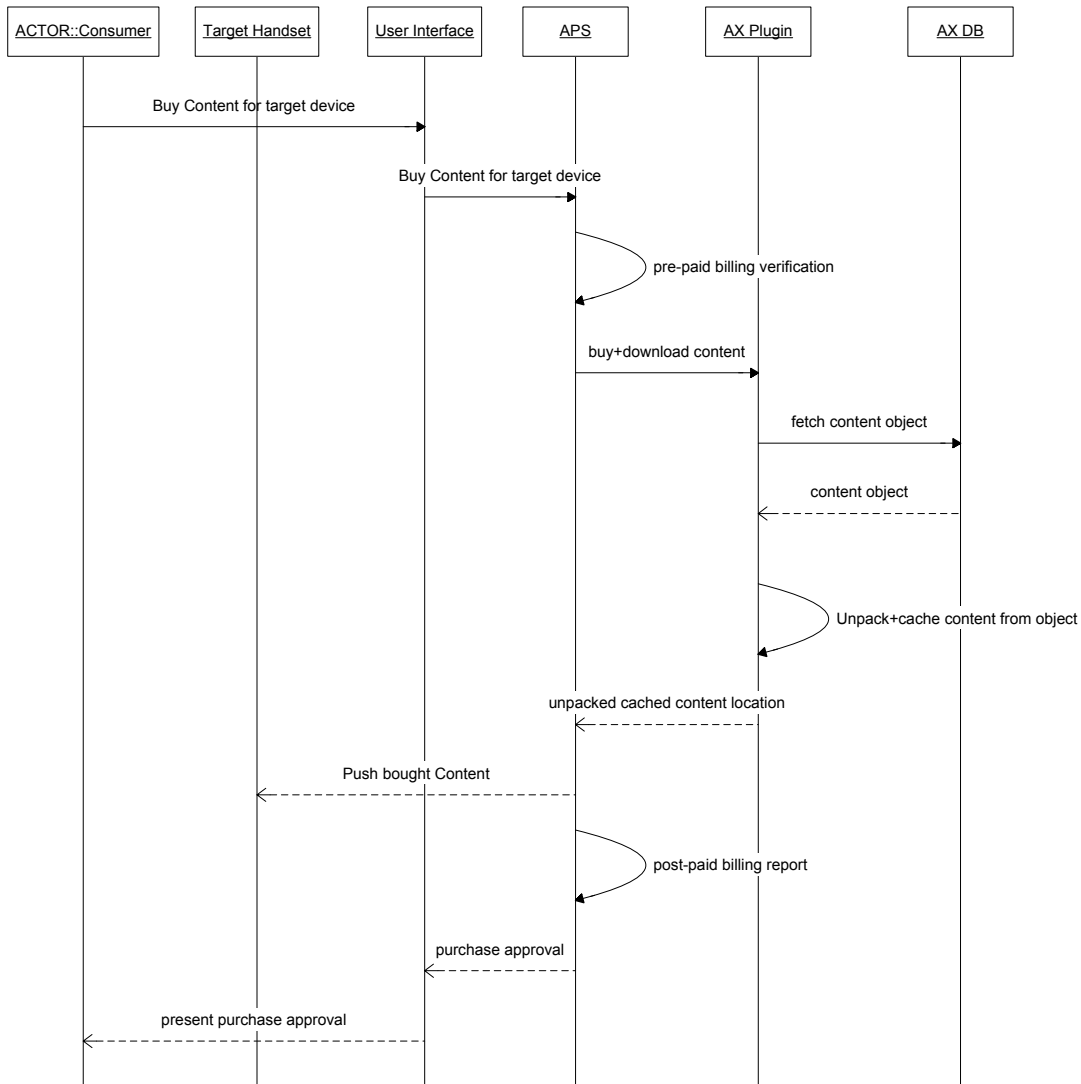 ACTOR::Consumer
Target Handset
User Interface
APS
AX Plugin
AX DB
Buy Content for target device
Buy Content for target device
pre-paid billing verification
buy+download content
fetch content object
content object
Unpack+cache content from object
unpacked cached content location
Push bought Content
post-paid billing report
purchase approval
present purchase approval